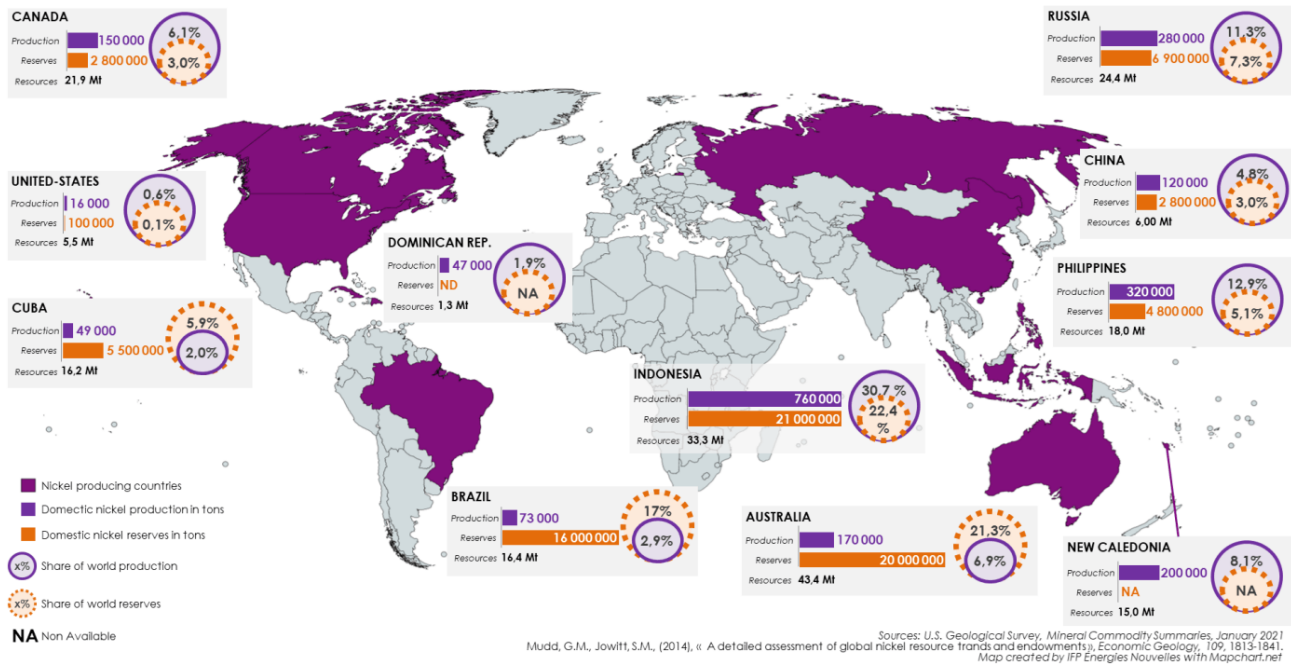 CANADA
Production 150 000
Reserves 2 800 000
Resources 21,9 Mt
6,1%
3,0%
RUSSIA
Production 280 000
Reserves 6 900 000
Resources 24,4 Mt
11,3%
7,3%
UNITED-STATES
Production 16 000
Reserves 100 000
Resources 5,5 Mt
0,6%
0,1%
CHINA
Production 120 000
Reserves 2 800 000
Resources 6,00 Mt
4,8%
3,0%
DOMINICAN REP.
Production 47 000
Reserves ND
Resources 1,3 Mt
1,9%
NA
PHILIPPINES
Production 320 000
Reserves 4 800 000
Resources 18,0 Mt
12,9%
5,1%
CUBA
Production 49 000
Reserves 5 500 000
Resources 16,2 Mt
5,9%
2,0%
INDONESIA
Production 760 000
Reserves 21 000 000
Resources 33,3 Mt
30,7 %
22,4
%
BRAZIL
Production 73 000
Reserves 16 000 000
Resources 16,4 Mt
17%
2,9%
AUSTRALIA
Production 170 000
Reserves 20 000 000
Resources 43,4 Mt
21,3%
6,9%
NEW CALEDONIA
Production 200 000
Reserves NA
Resources 15,0 Mt
8,1%
NA
Nickel producing countries
Domestic nickel production in tons
Domestic nickel reserves in tons
x% Share of world production
x% Share of world reserves
NA Non Available
Sources: U.S. Geological Survey, Mineral Commodity Summaries, January 2021
Mudd, G.M., Jowitt, S.M., (2014), « A detailed assessment of global nickel resource trands and endowments », Economic Geology, 109, 1813-1841.
Map created by IFP Energies Nouvelles with Mapchart.net